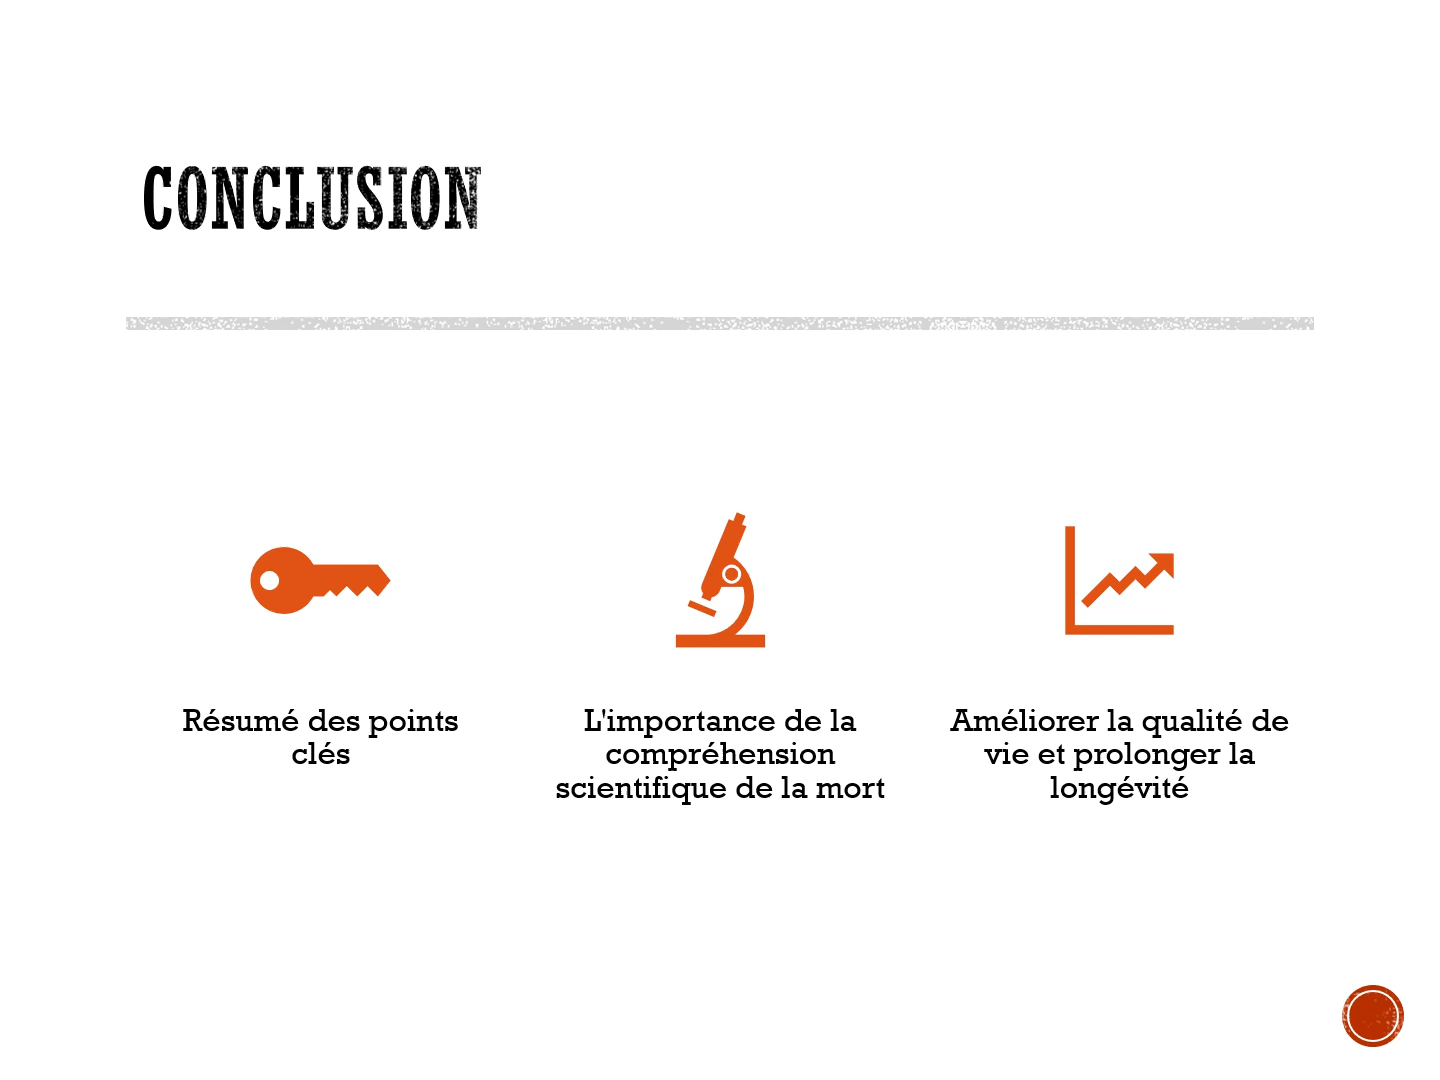 CONCLUSION
Résumé des points
clés
L'importance de la
compréhension
scientifique de la mort
Améliorer la qualité de
vie et prolonger la
longévité